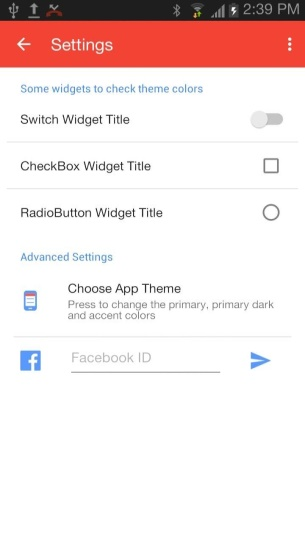 2:39 PM
Settings
Some widgets to check theme colors
Switch Widget Title
CheckBox Widget Title
RadioButton Widget Title
Advanced Settings
Choose App Theme
Press to change the primary, primary dark
and accent colors
Facebook ID